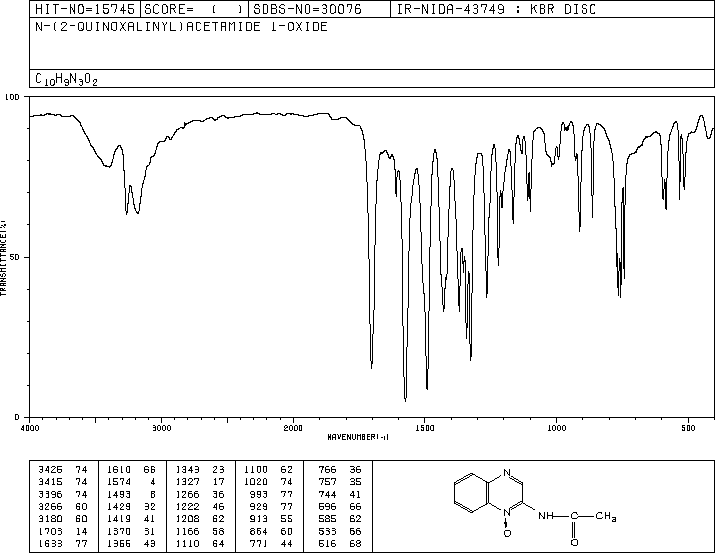 HIT-NO=15745 SCORE= ( ) SDBS-NO=30076 IR-NIDA-43749 : KBR DISC
N-(2-QUINOXALINYL)ACETAMIDE 1-OXIDE
C10H9N3O2
100
50
0
TRANSMITTANCE(%)
4000 3000 2000 1500 1000 500
WAVENUMBER(-1)
3425 74 1610 66 1343 23 1100 62 766 36
3415 74 1574 4 1327 17 1020 74 757 35
3396 74 1493 8 1266 36 993 77 744 41
3266 60 1429 32 1222 46 929 77 596 66
3180 60 1419 41 1208 62 913 55 585 62
1703 14 1370 31 1166 58 864 60 533 66
1633 77 1356 43 1110 64 771 44 516 68
N
N NH C CH3
O O